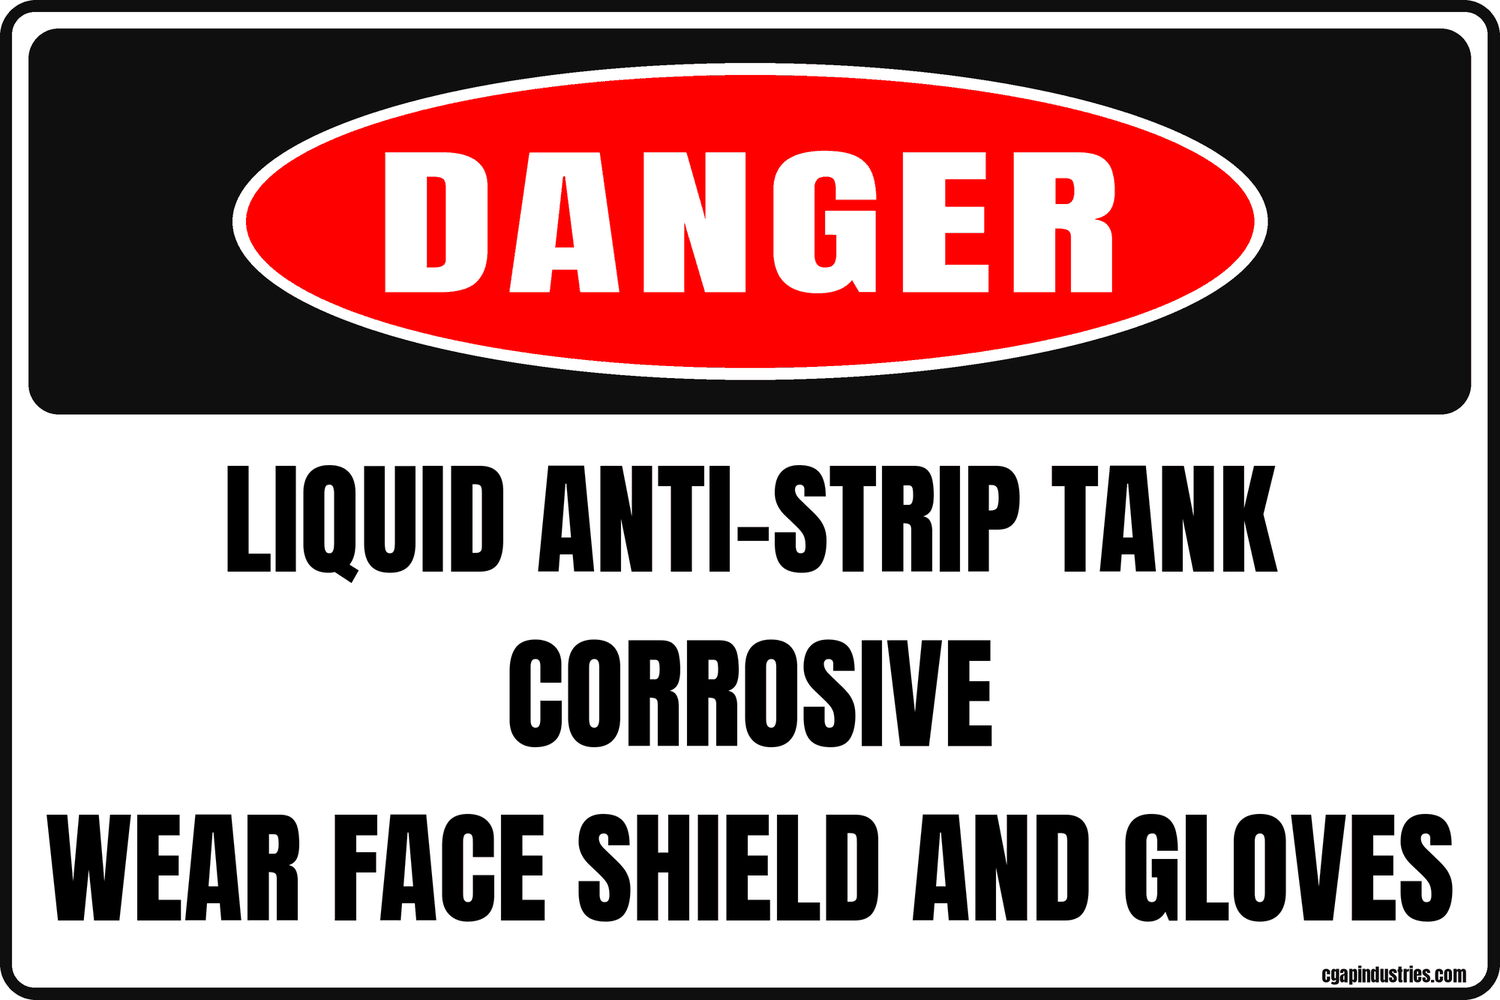 DANGER
LIQUID ANTI-STRIP TANK
CORROSIVE
WEAR FACE SHIELD AND GLOVES
cgapindustries.com